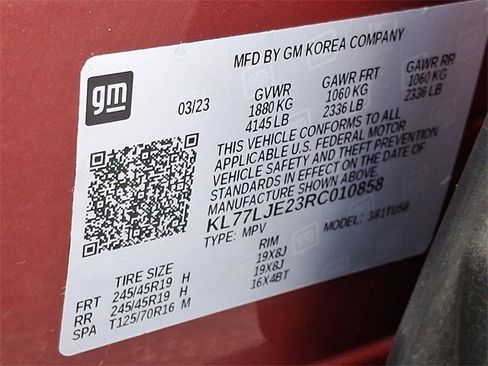 MFD BY GM KOREA COMPANY
gm
03/23
GVWR GAWR FRT GAWR RR
1880 KG 1060 KG 1060 KG
4145 LB 2336 LB 2336 LB
THIS VEHICLE CONFORMS TO ALL
APPLICABLE U.S. FEDERAL MOTOR
VEHICLE SAFETY AND THEFT PREVENTION
STANDARDS IN EFFECT ON THE DATE OF
MANUFACTURE SHOWN ABOVE.
KL77LJE23RC010858
TYPE: MPV MODEL: 3B1TU58
TIRE SIZE RIM
FRT 245/45R19 H 19X8J
RR 245/45R19 H 19X8J
SPA T125/70R16 M 16X4BT